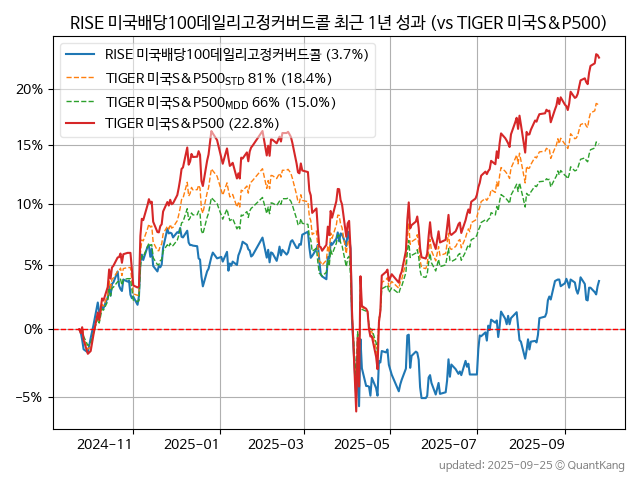 RISE 미국배당100데일리고정커버드콜 최근 1년 성과 (vs TIGER 미국S&P500)
RISE 미국배당100데일리고정커버드콜 (3.7%)
TIGER 미국S&P500STD 81% (18.4%)
TIGER 미국S&P500MDD 66% (15.0%)
TIGER 미국S&P500 (22.8%)
20%
15%
10%
5%
0%
−5%
2024-11
2025-01
2025-03
2025-05
2025-07
2025-09
updated: 2025-09-25 © QuantKang